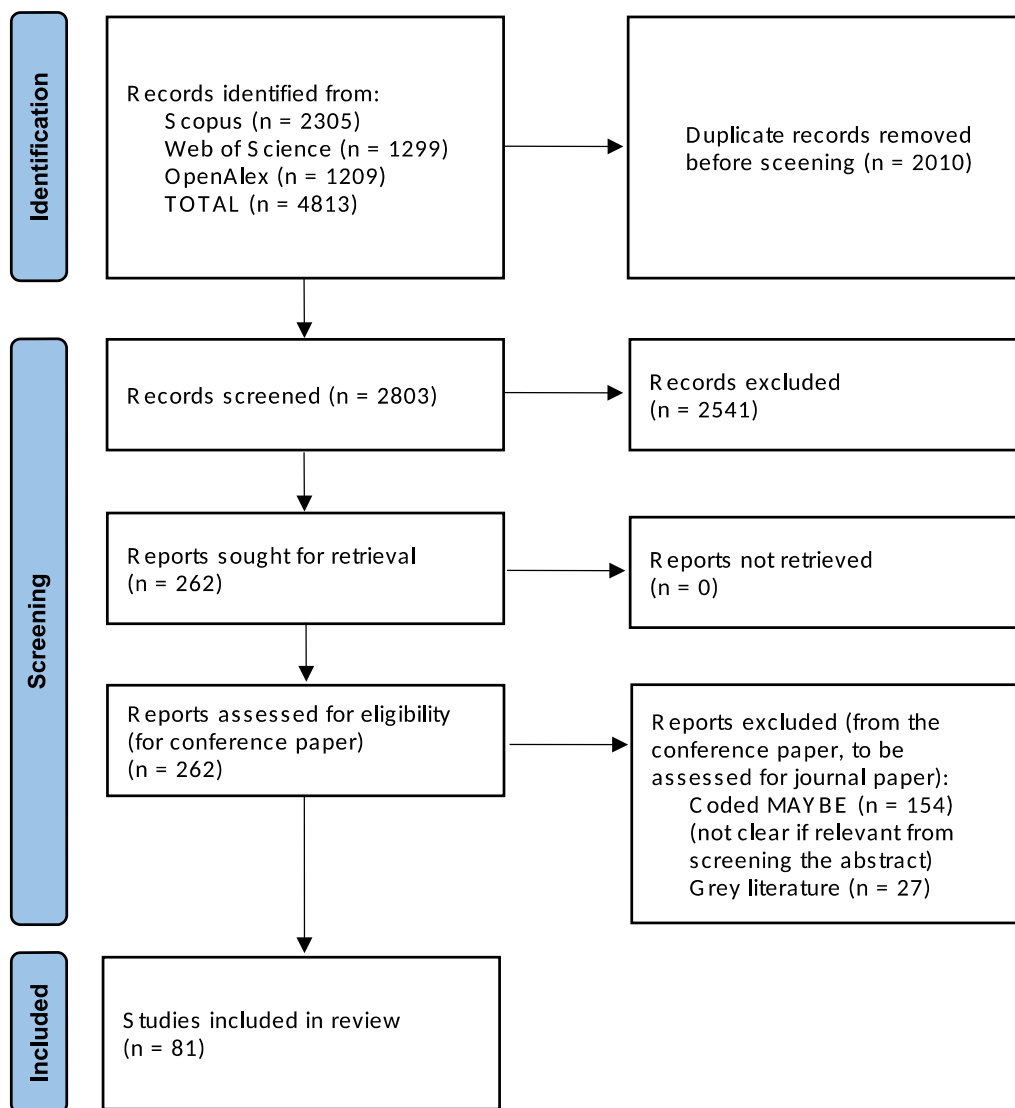 Identification
Records identified from:
Scopus (n = 2305)
Web of Science (n = 1299)
OpenAlex (n = 1209)
TOTAL (n = 4813)
Duplicate records removed
before sceening (n = 2010)
Screening
Records screened (n = 2803)
Records excluded
(n = 2541)
Reports sought for retrieval
(n = 262)
Reports not retrieved
(n = 0)
Reports assessed for eligibility
(for conference paper)
(n = 262)
Reports excluded (from the
conference paper, to be
assessed for journal paper):
Coded MAYBE (n = 154)
(not clear if relevant from
screening the abstract)
Grey literature (n = 27)
Included
Studies included in review
(n = 81)